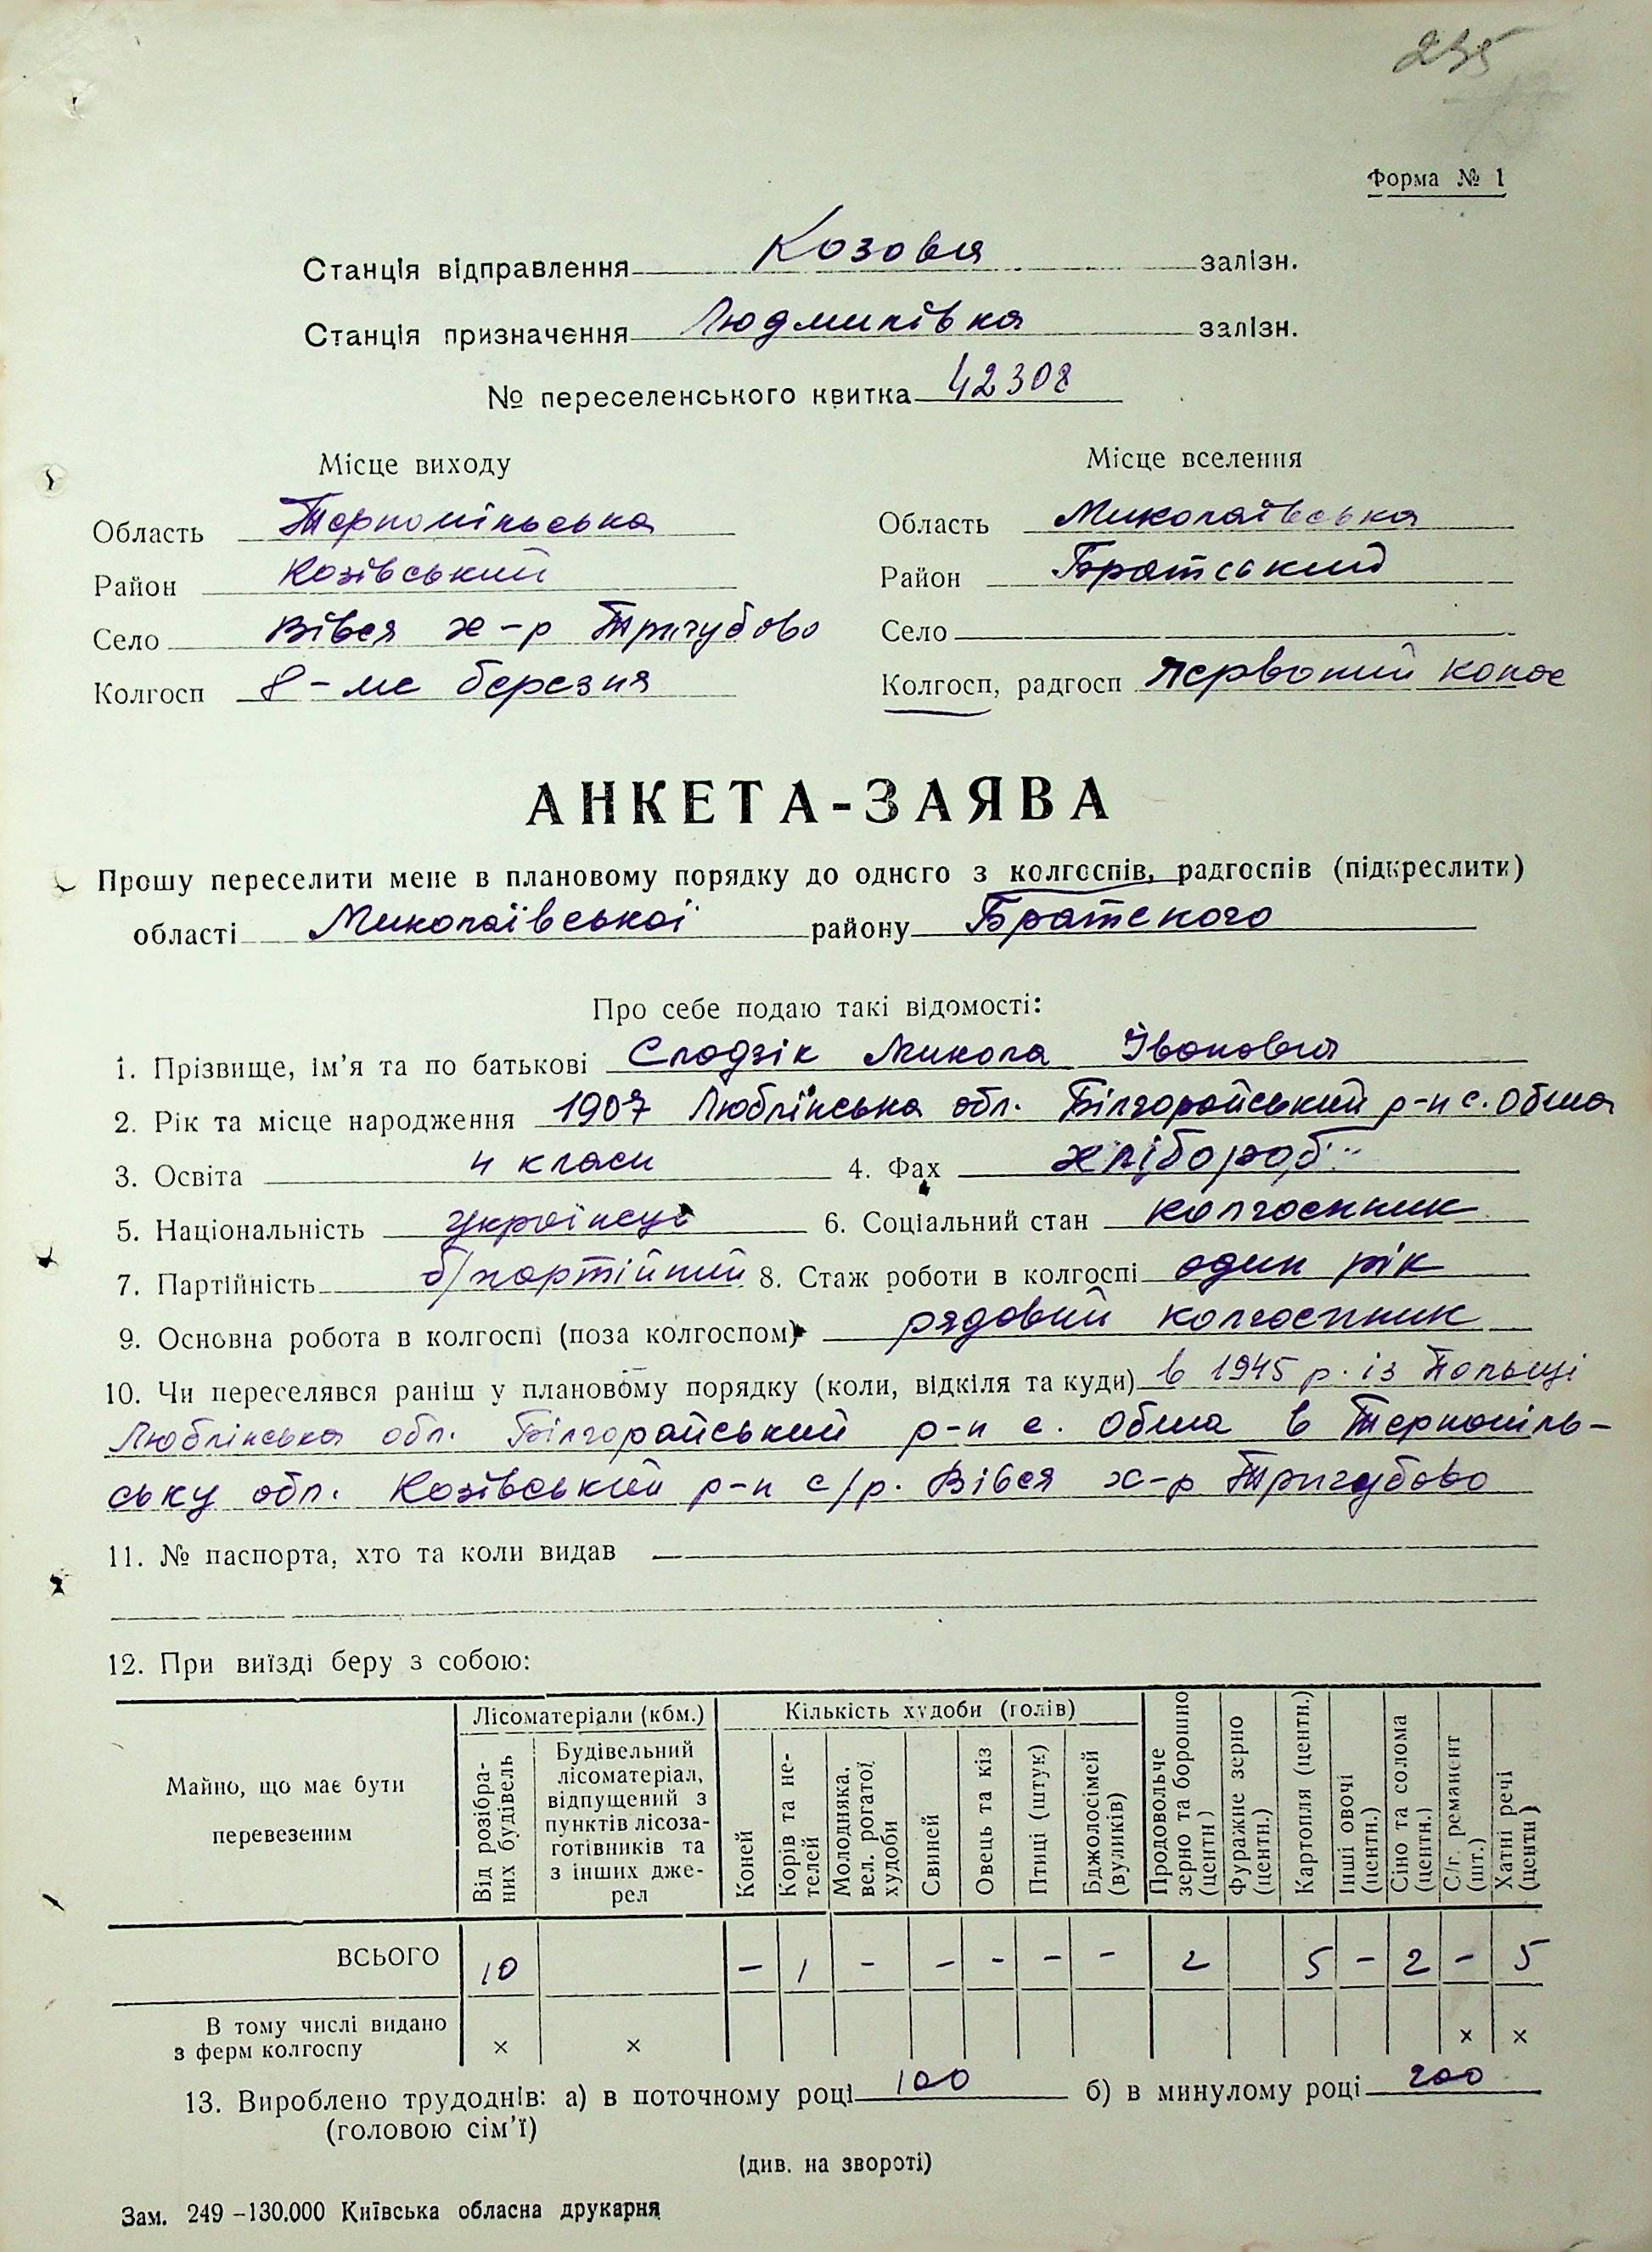 235
Форма № 1
Станція відправлення Козова залізн.
Станція призначення Людмилівка залізн.
№ переселенського квитка 42308
Місце виходу Місце вселення
Область Тернопільська Область Миколаївська
Район Козівський Район Братський
Село Вівся х-р Тригубово Село
Колгосп 8-ме березня Колгосп, радгосп Первоний
АНКЕТА-ЗАЯВА
Прошу переселити мене в плановому порядку до одного з колгоспів, радгоспів (підкреслити)
області Миколаївської району Братского
Про себе подаю такі відомості:
1. Прізвище, ім'я та по батькові Сладзік Микола Іванович
2. Рік та місце народження 1907 Люблінська обл. Білгорайський р-н с. Обша
3. Освіта 4 класи 4. Фах хлібороб
5. Національність українець 6. Соціальний стан колгоспник
7. Партійність б/партійний 8. Стаж роботи в колгоспі один рік
9. Основна робота в колгоспі (поза колгоспом) рядовий колгоспник
10. Чи переселявся раніш у плановому порядку (коли, відкіля та куди) в 1945 р. із Польщі
Люблінська обл. Білгорайський р-н с. Обша в Тернопіль-
ську обл. Козівський р-н с/р. Вівся х-р Тригубово
11. № паспорта, хто та коли видав
12. При виїзді беру з собою:
Майно, що має бути перевезеним
Лісоматеріали (кбм.)
Від розібра-
них будівель
Будівельний
лісоматеріал,
відпущений з
пунктів лісоза-
готівників та
з інших дже-
рел
Кількість худоби (голів)
Коней
Корів та не-
телей
Молодняка,
вел. рогатої
худоби
Свиней
Овець та кіз
Птиці (штук)
Бджолосімей
(вуликів)
Продовольче
зерно та борошно
(центн)
Фуражне зерно
(центн.)
Картопля (центн.)
Інші овочі
(центн.)
Сіно та солома
(центн.)
С/г. реманент
(шт.)
Хатні речі
(центн)
ВСЬОГО 10 – 1 – – – – – 2 5 – 2 – 5
В тому числі видано
з ферм колгоспу × × × ×
13. Вироблено трудоднів: а) в поточному році 100 б) в минулому році 200
(головою сім'ї)
(див. на звороті)
Зам. 249 –130.000 Київська обласна друкарня